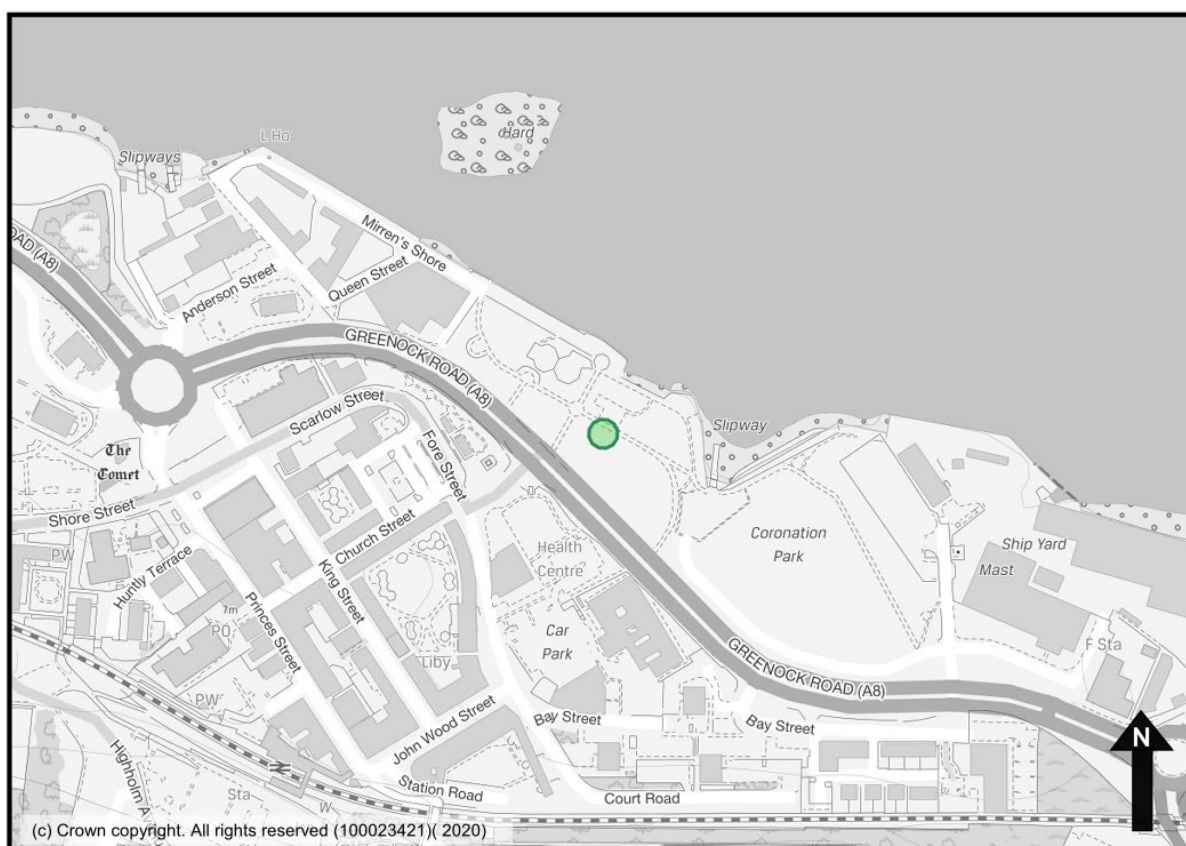 L Ho
Slipways
Hard
Mirren's Shore
Queen Street
Anderson Street
OAD (A8)
GREENOCK ROAD (A8)
Scarlow Street
Fore Street
Slipway
The
Comet
Shore Street
Church Street
King Street
Health
Centre
Coronation
Park
Ship Yard
Mast
PW
Huntly Terrace
7m
PO
Princes Street
Liby
Car
Park
F Sta
GREENOCK ROAD (A8)
PW
John Wood Street
Bay Street
Bay Street
N
Highholm Av
Sta
W
Station Road
Court Road
(c) Crown copyright. All rights reserved (100023421)( 2020)